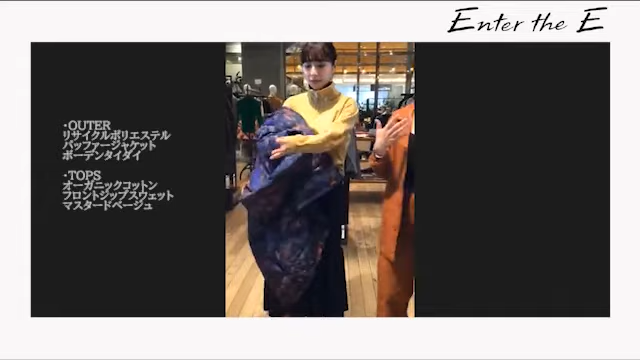 Enter the E
・OUTER
リサイクルポリエステル
パッファージャケット
ボーデンタイダイ
・TOPS
オーガニックコットン
フロントジップスウェット
マスタードベージュ